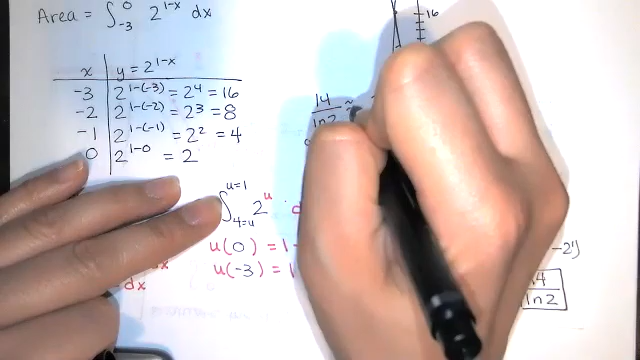 Area = ∫₋₃⁰ 2^(1-x) dx
16
x | y = 2^(1-x)
-3 | 2^(1-(-3)) = 2^4 = 16
-2 | 2^(1-(-2)) = 2^3 = 8
-1 | 2^(1-(-1)) = 2^2 = 4
0 | 2^(1-0) = 2
14/ln2 ≈
∫_(4=u)^(u=1) 2^u ·
u(0) = 1-
u(-3) = 1
dx
-2¹)
14/ln2